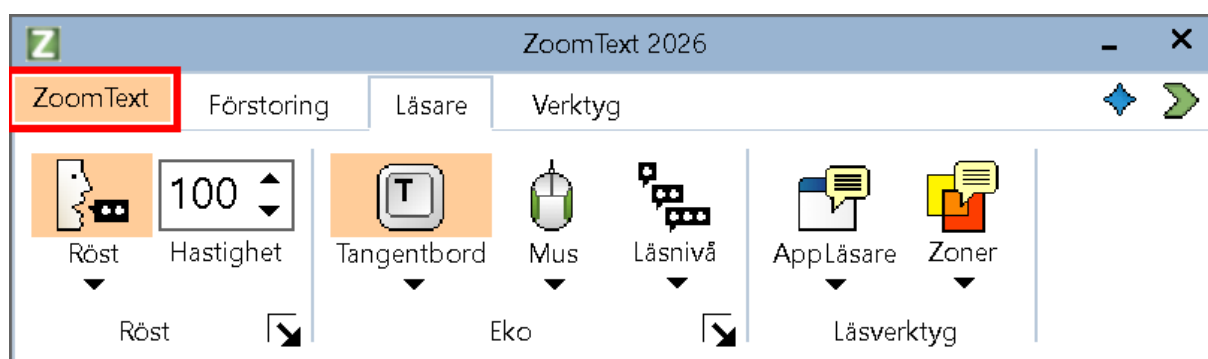 Z ZoomText 2026
ZoomText Förstoring Läsare Verktyg
100 T
Röst Hastighet Tangentbord Mus Läsnivå AppLäsare Zoner
Röst Eko Läsverktyg